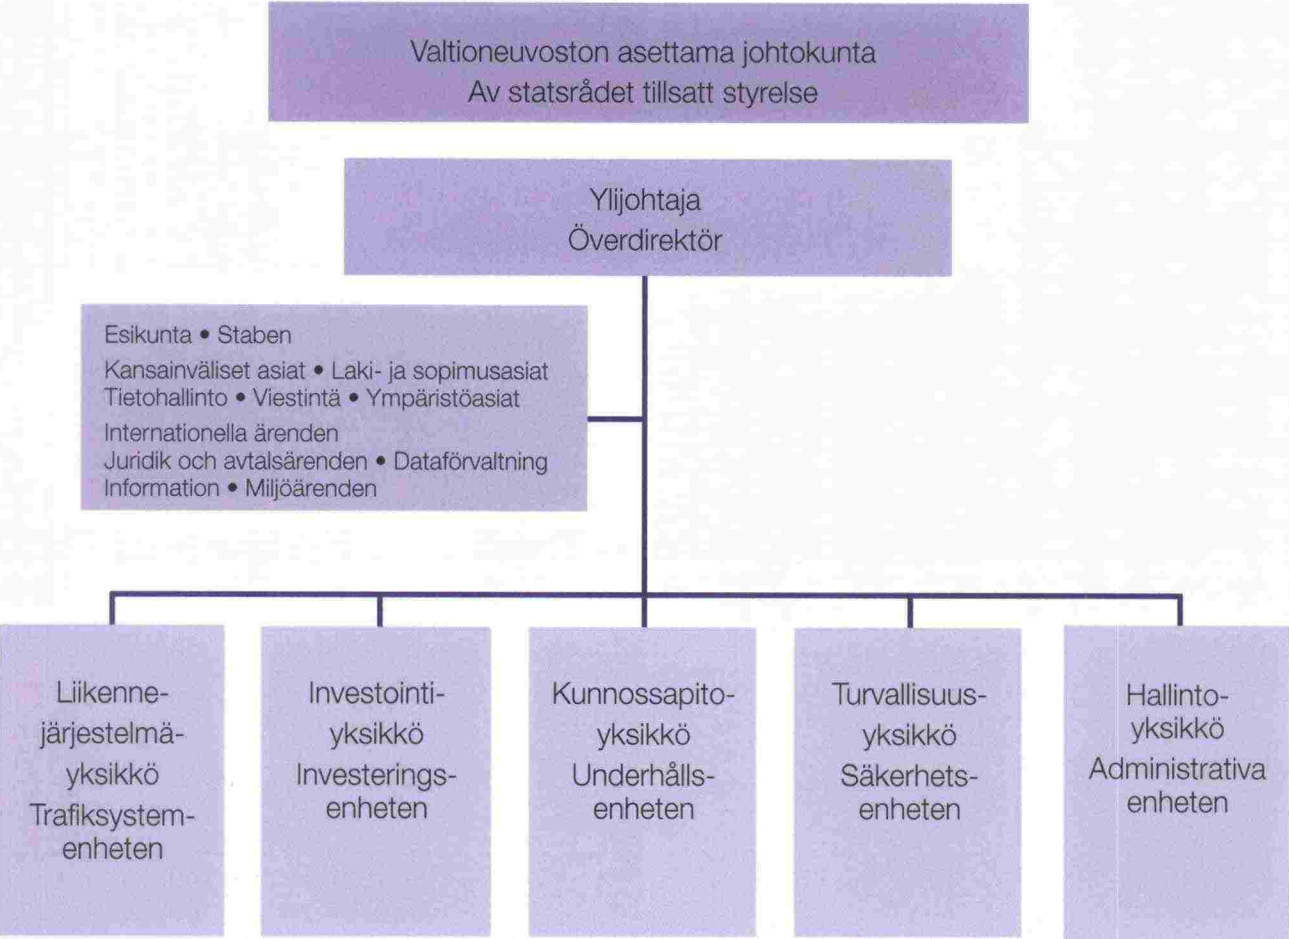 Valtioneuvoston asettama johtokunta
Av statsrådet tillsatt styrelse
Ylijohtaja
Överdirektör
Esikunta • Staben
Kansainväliset asiat • Laki- ja sopimusasiat
Tietohallinto • Viestintä • Ympäristöasiat
Internationella ärenden
Juridik och avtalsärenden • Dataförvaltning
Information • Miljöärenden
Liikenne-
järjestelmä-
yksikkö
Trafiksystem-
enheten
Investointi-
yksikkö
Investerings-
enheten
Kunnossapito-
yksikkö
Underhålls-
enheten
Turvallisuus-
yksikkö
Säkerhets-
enheten
Hallinto-
yksikkö
Administrativa
enheten